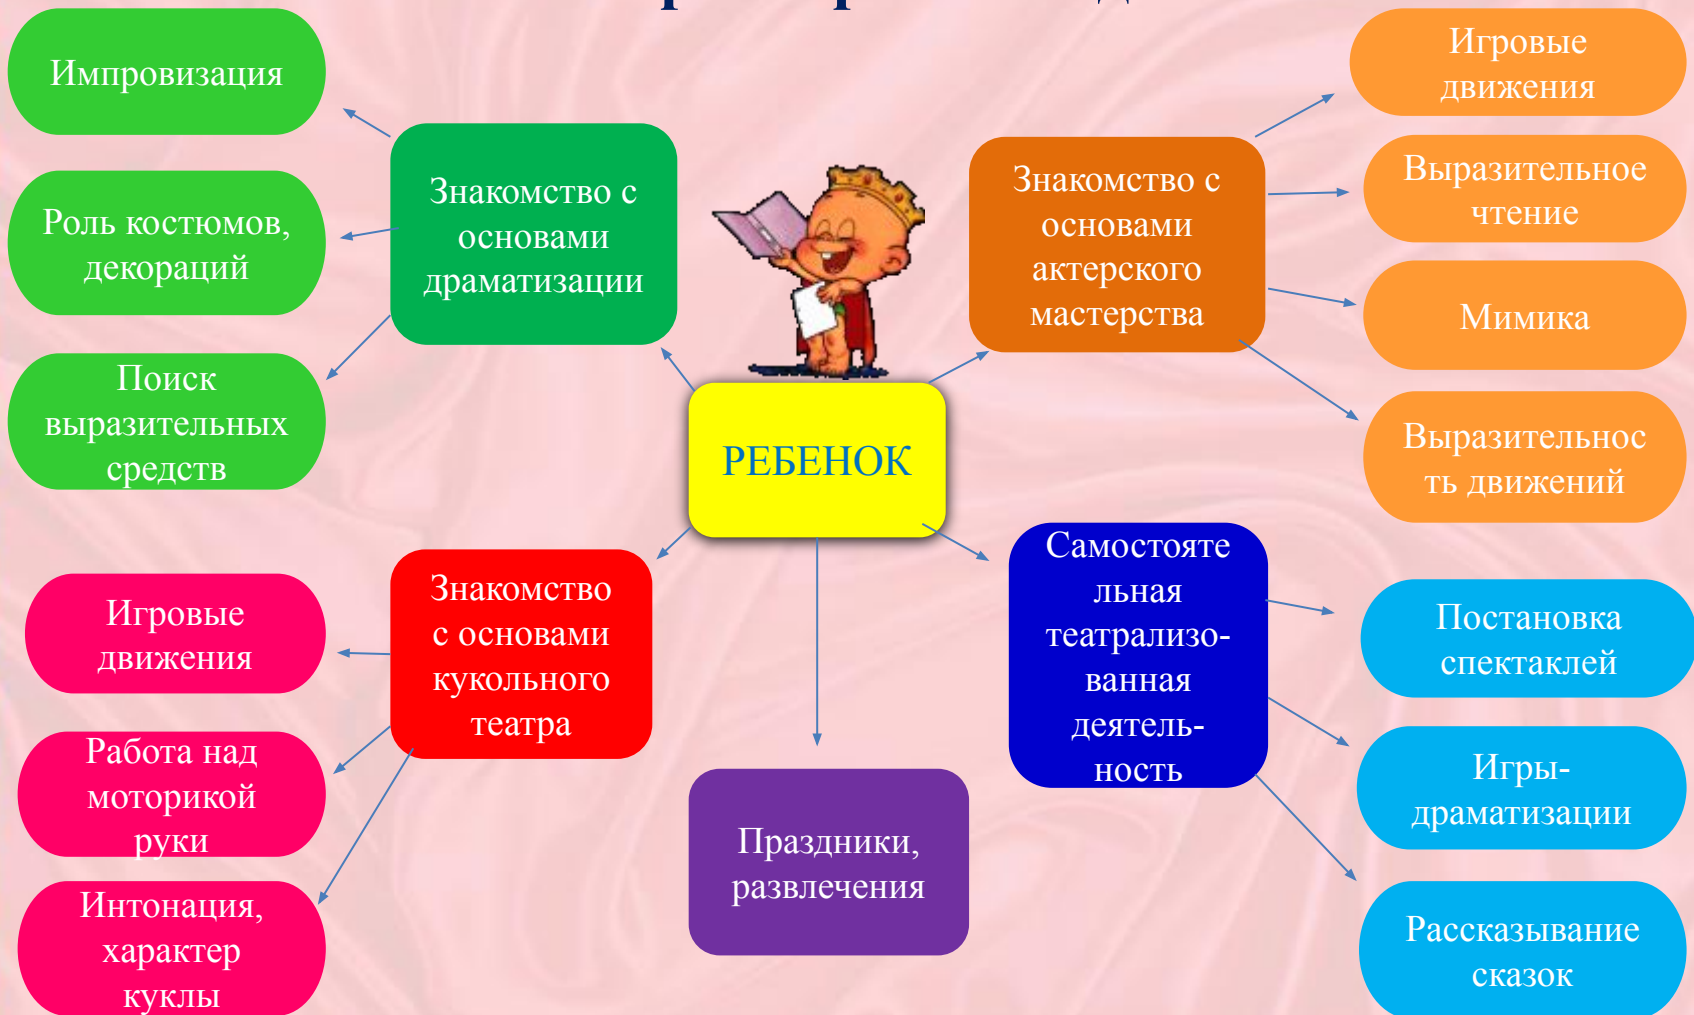 Импровизация
Роль костюмов,
декораций
Поиск
выразительных
средств
Знакомство с
основами
драматизации
Знакомство с
основами
актерского
мастерства
Игровые
движения
Выразительное
чтение
Мимика
Выразительнос
ть движений
РЕБЕНОК
Игровые
движения
Работа над
моторикой
руки
Интонация,
характер
куклы
Знакомство
с основами
кукольного
театра
Праздники,
развлечения
Самостояте
льная
театрализо-
ванная
деятель-
ность
Постановка
спектаклей
Игры-
драматизации
Рассказывание
сказок